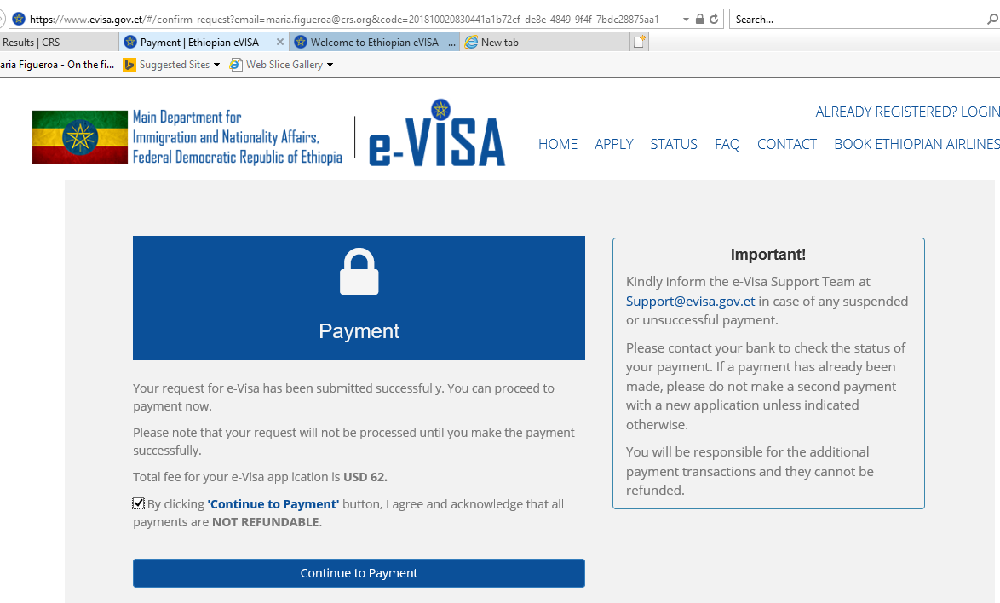 https://www.evisa.gov.et/#/confirm-request?email=maria.figueroa@crs.org&code=201810020830441a1b72cf-de8e-4849-9f4f-7bdc28875aa1
Search...
Results | CRS
Payment | Ethiopian eVISA
Welcome to Ethiopian eVISA - ...
New tab
aria Figueroa - On the fi...
Suggested Sites
Web Slice Gallery
Main Department for
Immigration and Nationality Affairs,
Federal Democratic Republic of Ethiopia
e-VISA
ALREADY REGISTERED? LOGIN
HOME APPLY STATUS FAQ CONTACT BOOK ETHIOPIAN AIRLINES
Payment
Your request for e-Visa has been submitted successfully. You can proceed to
payment now.
Please note that your request will not be processed until you make the payment
successfully.
Total fee for your e-Visa application is USD 62.
By clicking 'Continue to Payment' button, I agree and acknowledge that all
payments are NOT REFUNDABLE.
Continue to Payment
Important!
Kindly inform the e-Visa Support Team at
Support@evisa.gov.et in case of any suspended
or unsuccessful payment.
Please contact your bank to check the status of
your payment. If a payment has already been
made, please do not make a second payment
with a new application unless indicated
otherwise.
You will be responsible for the additional
payment transactions and they cannot be
refunded.